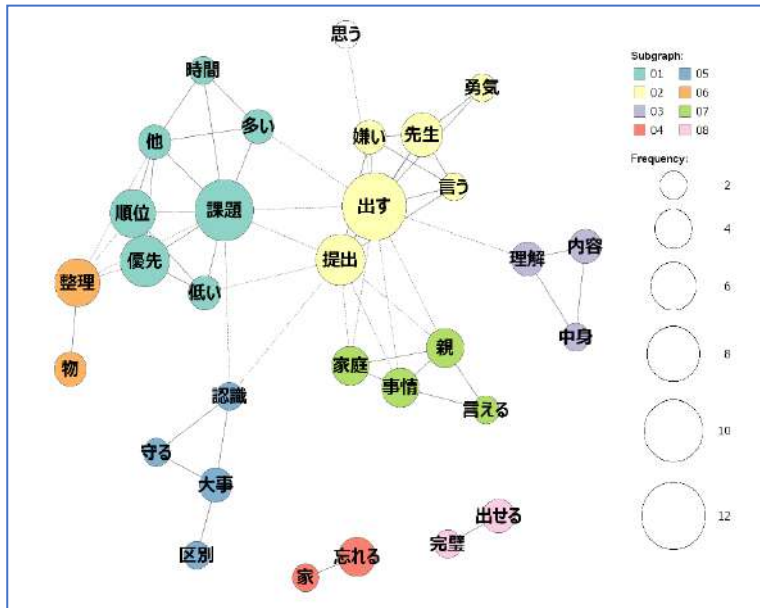 思う
時間
勇気
他
多い
嫌い
先生
言う
順位
課題
出す
優先
提出
整理
低い
理解
内容
中身
物
家庭
親
事情
言える
認識
守る
大事
区別
出せる
完璧
忘れる
家
Subgraph:
01 05
02 06
03 07
04 08
Frequency:
2
4
6
8
10
12